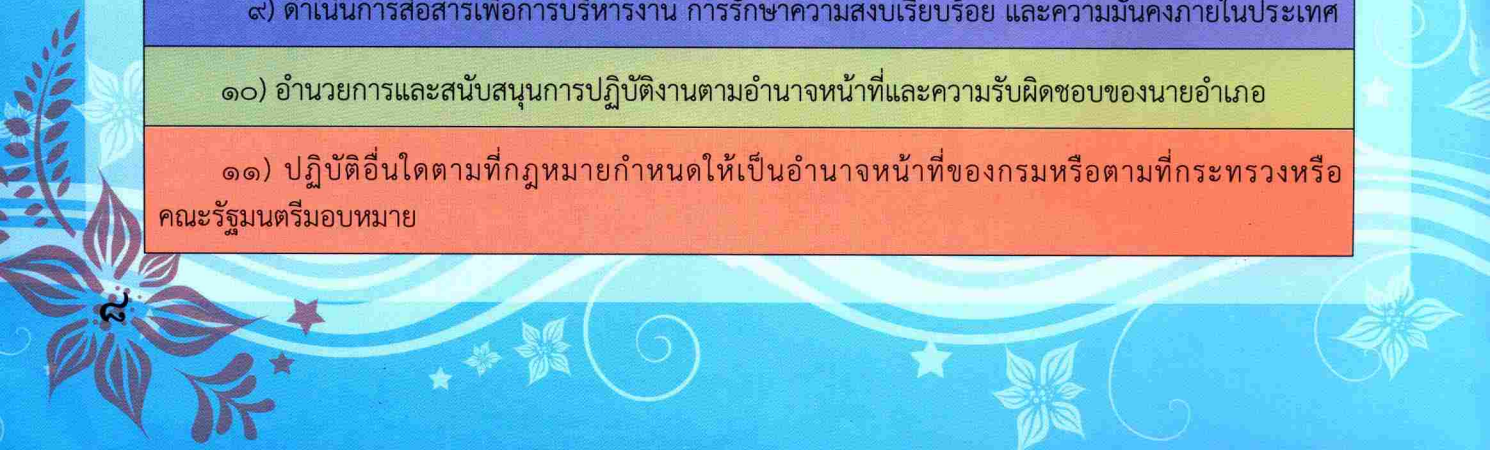 ๙) ดำเนินการสื่อสารเพื่อการบริหารงาน การรักษาความสงบเรียบร้อย และความมั่นคงภายในประเทศ
๑๐) อำนวยการและสนับสนุนการปฏิบัติงานตามอำนาจหน้าที่และความรับผิดชอบของนายอำเภอ
๑๑) ปฏิบัติอื่นใดตามที่กฎหมายกำหนดให้เป็นอำนาจหน้าที่ของกรมหรือตามที่กระทรวงหรือ
คณะรัฐมนตรีมอบหมาย
๘